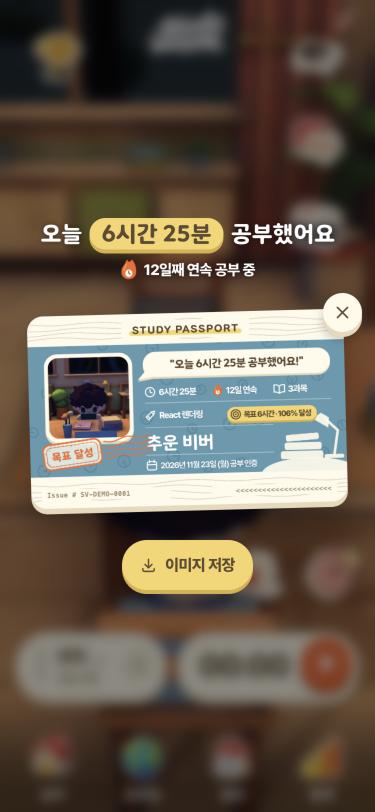 오늘 6시간 25분 공부했어요
12일째 연속 공부 중
STUDY PASSPORT
"오늘 6시간 25분 공부했어요!"
6시간 25분 12일 연속 3과목
React 렌더링 목표 6시간 · 106% 달성
추운 비버
목표 달성
2026년 11월 23일 (월) 공부 인증
Issue # SV-DEMO-0001 <<<<<<<<<<<<<<<<<<<<<<
이미지 저장